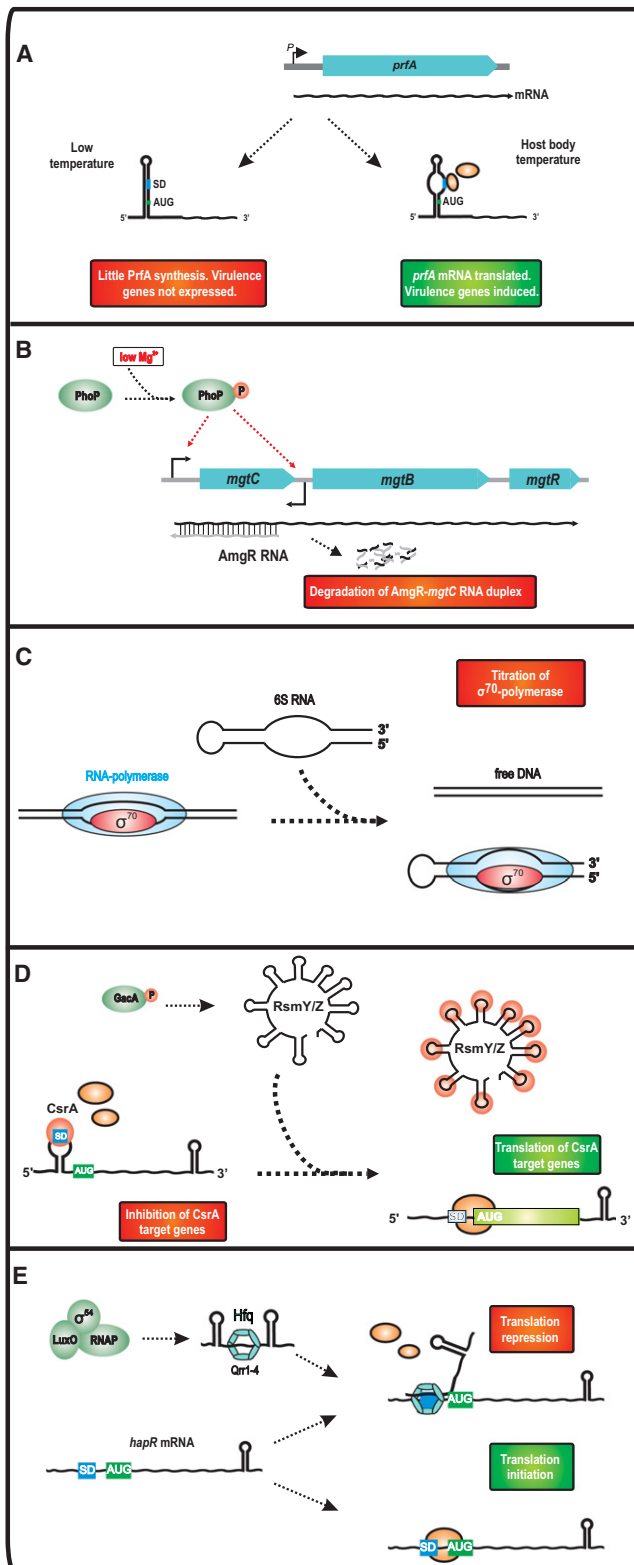 A
P
prfA
mRNA
Low
temperature
Host body
temperature
SD
AUG
5' 3'
AUG
5' 3'
Little PrfA synthesis. Virulence
genes not expressed.
prfA mRNA translated.
Virulence genes induced.
B
low Mg²⁺
PhoP
PhoP P
mgtC mgtB mgtR
AmgR RNA
Degradation of AmgR-mgtC RNA duplex
C
Titration of
σ⁷⁰-polymerase
6S RNA
3'
5'
RNA-polymerase
free DNA
σ⁷⁰
3'
σ⁷⁰
5'
D
GacA P
RsmY/Z
RsmY/Z
CsrA
SD
5' AUG 3'
Translation of CsrA
target genes
Inhibition of CsrA
target genes
5' SD AUG 3'
E
σ⁵⁴
LuxO RNAP
Hfq
Qrr1-4
Translation
repression
AUG
hapR mRNA
SD AUG
Translation
initiation
SD AUG